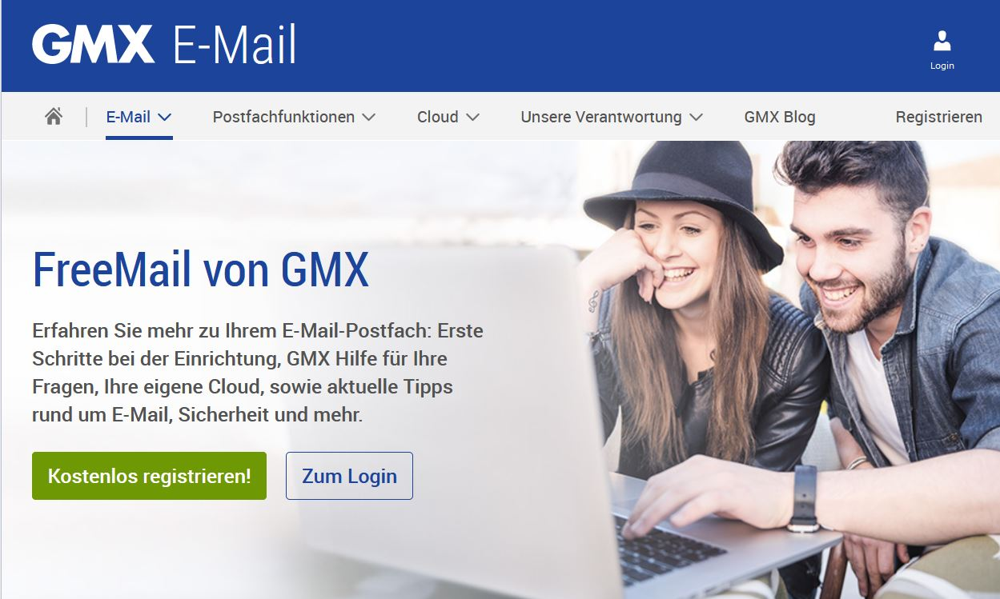 GMX E-Mail
Login
E-Mail
Postfachfunktionen
Cloud
Unsere Verantwortung
GMX Blog
Registrieren
FreeMail von GMX
Erfahren Sie mehr zu Ihrem E-Mail-Postfach: Erste
Schritte bei der Einrichtung, GMX Hilfe für Ihre
Fragen, Ihre eigene Cloud, sowie aktuelle Tipps
rund um E-Mail, Sicherheit und mehr.
Kostenlos registrieren!
Zum Login